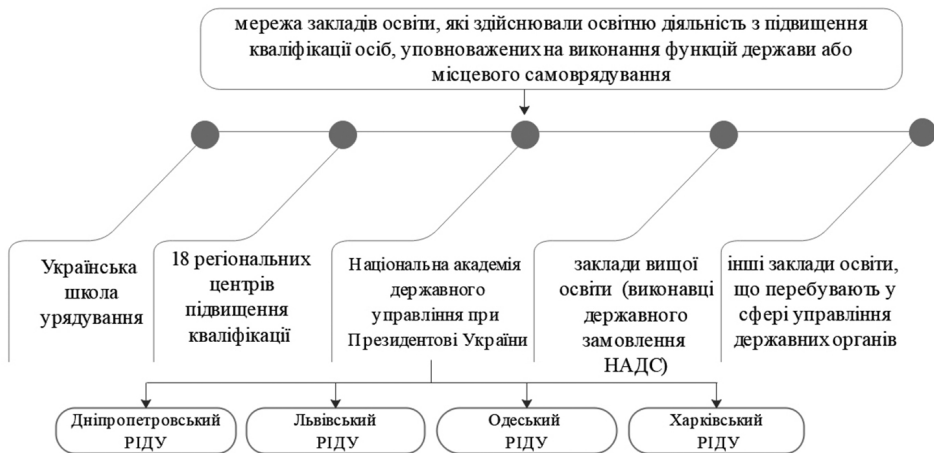 мережа закладів освіти, які здійснювали освітню діяльність з підвищення
кваліфікації осіб, уповноважених на виконання функцій держави або
місцевого самоврядування
Українська
школа
урядування
18 регіональних
центрів
підвищення
кваліфікації
Національна академія
державного
управління при
Президентові України
заклади вищої
освіти (виконавці
державного
замовлення
НАДС)
інші заклади освіти,
що перебувають у
сфері управління
державних органів
Дніпропетровський
РІДУ
Львівський
РІДУ
Одеський
РІДУ
Харківський
РІДУ